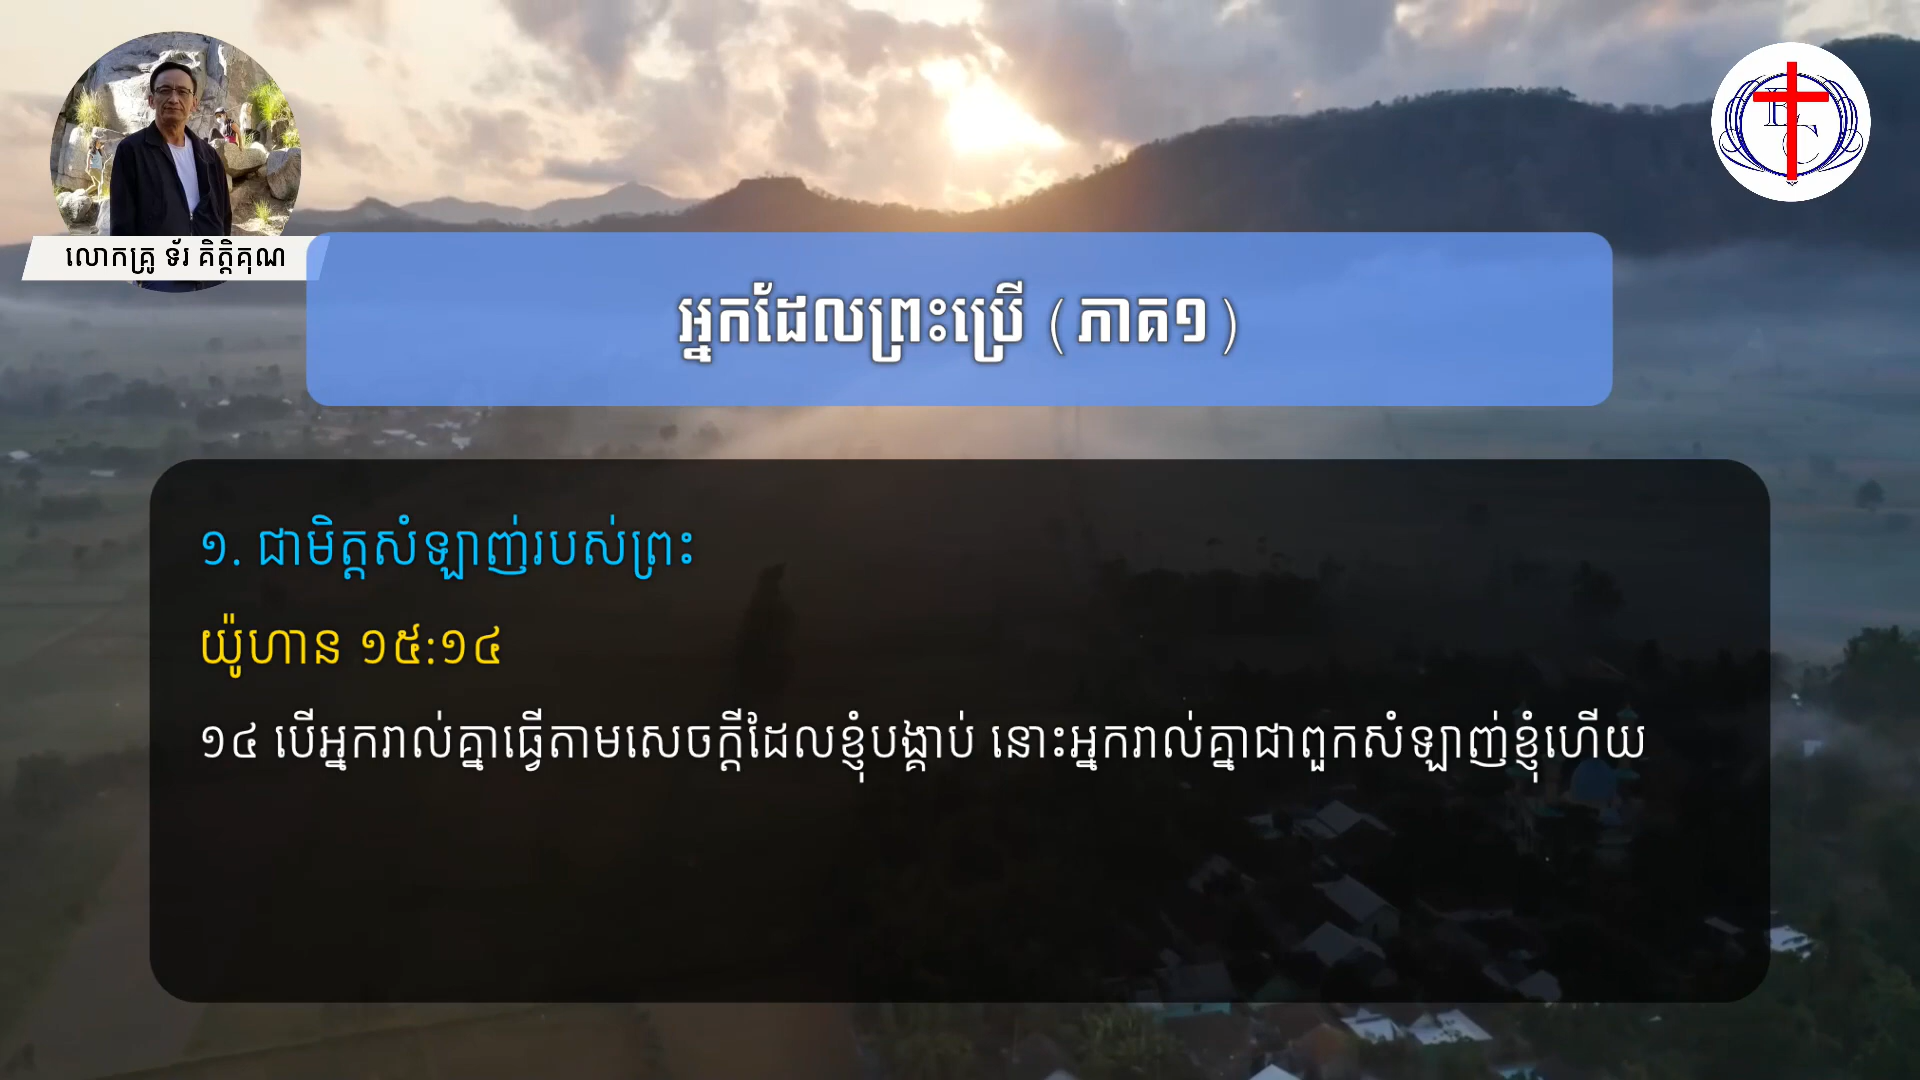 លោកគ្រូ ទ័រ គិត្តិគុណ
អ្នកដែលព្រះប្រើ (ភាគ១)
១. ជាមិត្តសំឡាញ់របស់ព្រះ
យ៉ូហាន ១៥:១៤
១៤ បើអ្នករាល់គ្នាធ្វើតាមសេចក្ដីដែលខ្ញុំបង្គាប់ នោះអ្នករាល់គ្នាជាពួកសំឡាញ់ខ្ញុំហើយ